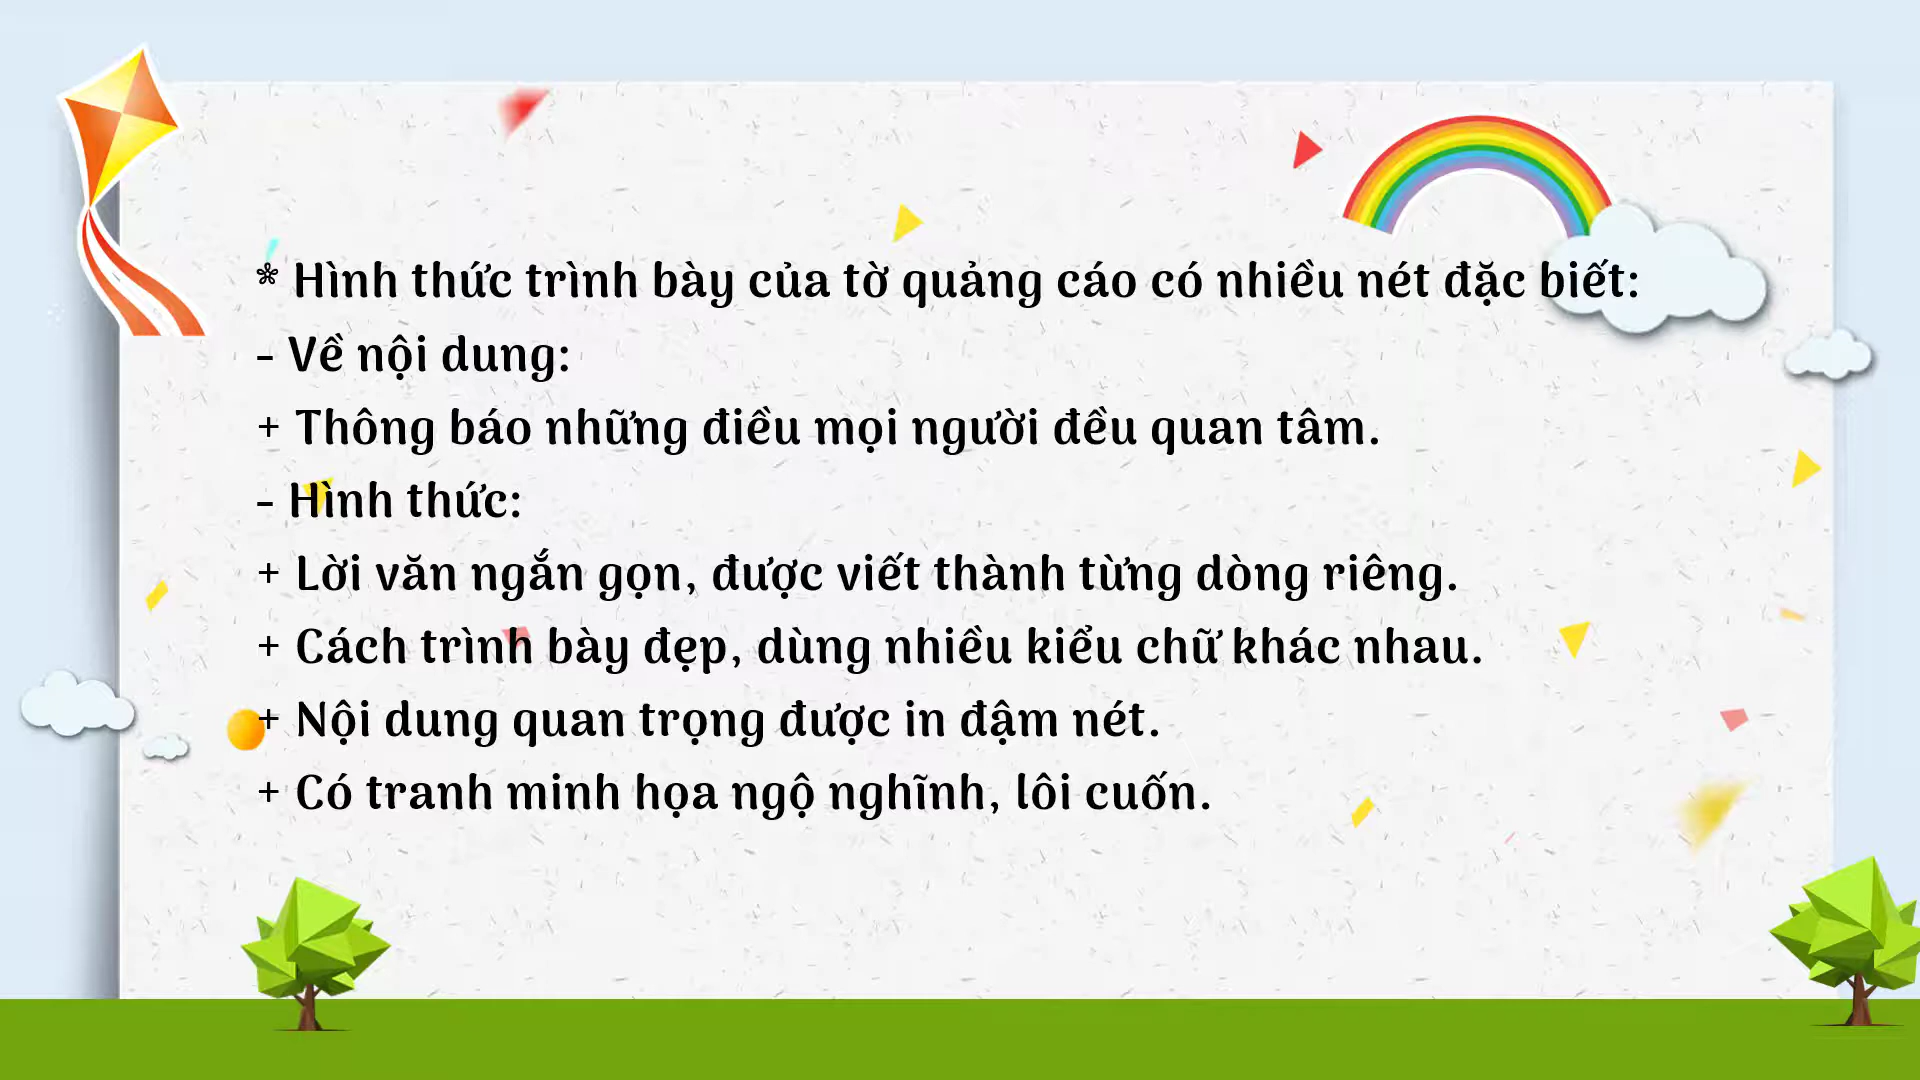 * Hình thức trình bày của tờ quảng cáo có nhiều nét đặc biết:
- Về nội dung:
+ Thông báo những điều mọi người đều quan tâm.
- Hình thức:
+ Lời văn ngắn gọn, được viết thành từng dòng riêng.
+ Cách trình bày đẹp, dùng nhiều kiểu chữ khác nhau.
+ Nội dung quan trọng được in đậm nét.
+ Có tranh minh họa ngộ nghĩnh, lôi cuốn.